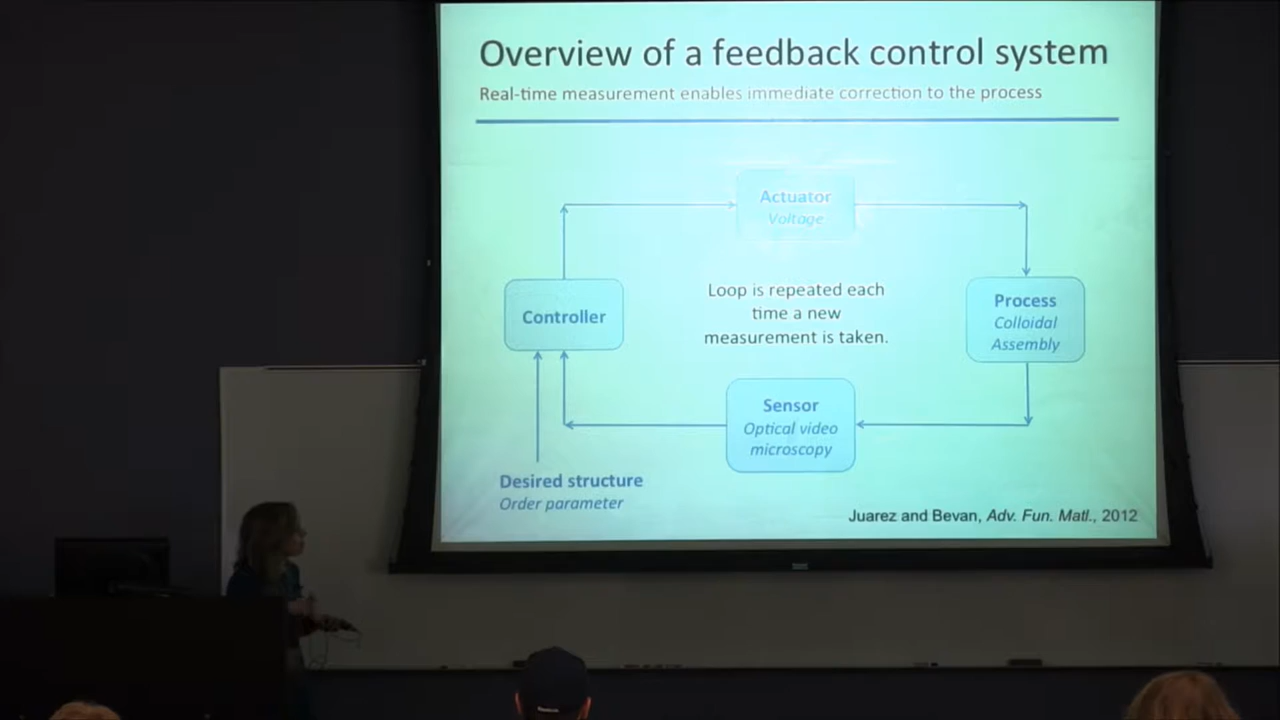 Overview of a feedback control system
Real-time measurement enables immediate correction to the process
Actuator
Voltage
Controller
Loop is repeated each
time a new
measurement is taken.
Process
Colloidal
Assembly
Sensor
Optical video
microscopy
Desired structure
Order parameter
Juarez and Bevan, Adv. Fun. Matl., 2012